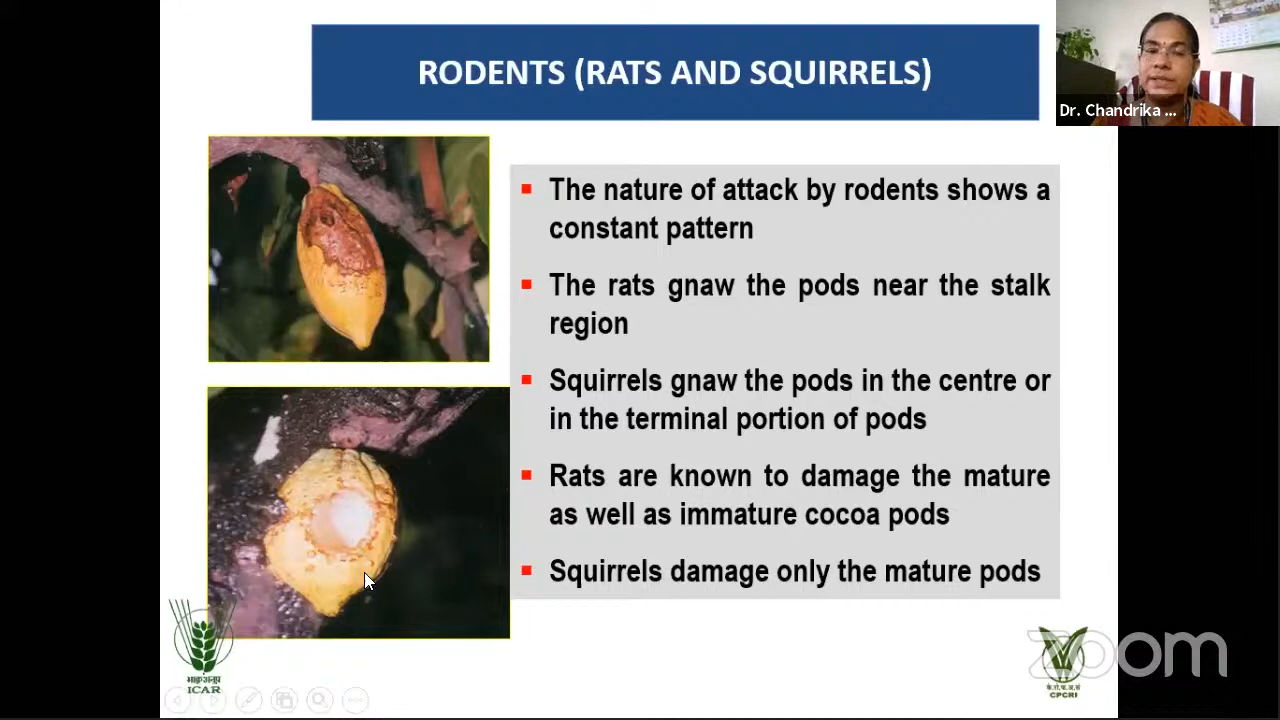 RODENTS (RATS AND SQUIRRELS)
Dr. Chandrika ...
The nature of attack by rodents shows a
constant pattern
The rats gnaw the pods near the stalk
region
Squirrels gnaw the pods in the centre or
in the terminal portion of pods
Rats are known to damage the mature
as well as immature cocoa pods
Squirrels damage only the mature pods
ICAR
CPCRI
zoom